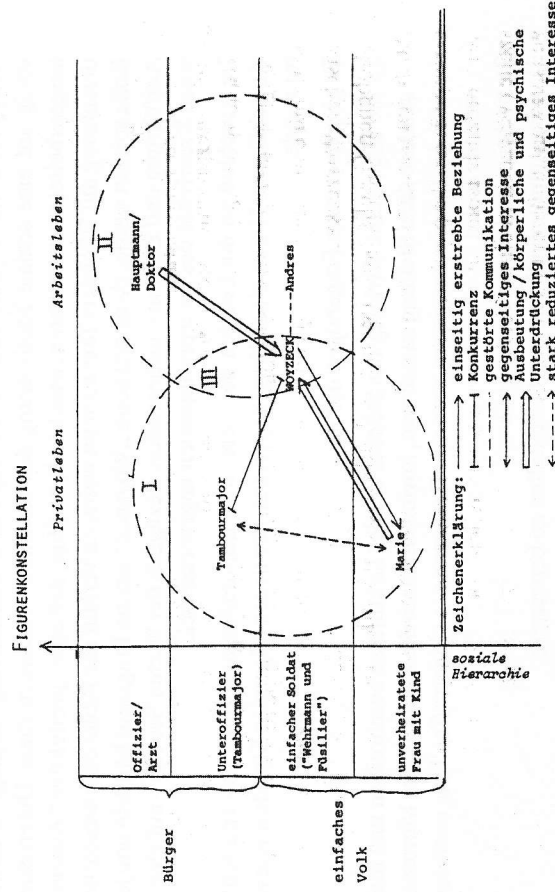 FIGURENKONSTELLATION
Privatleben
Arbeitsleben
I
III
II
Bürger
Offizier/
Arzt
Hauptmann/
Doktor
Unteroffizier
(Tambourmajor)
Tambourmajor
einfaches
Volk
einfacher Soldat
("Wehrmann und
Füsilier")
WOYZECK
Andres
unverheiratete
Frau mit Kind
Marie
soziale
Hierarchie
Zeichenerklärung:
einseitig erstrebte Beziehung
Konkurrenz
gestörte Kommunikation
gegenseitiges Interesse
Ausbeutung/körperliche und psychische
Unterdrückung
stark reduziertes gegenseitiges Interesse